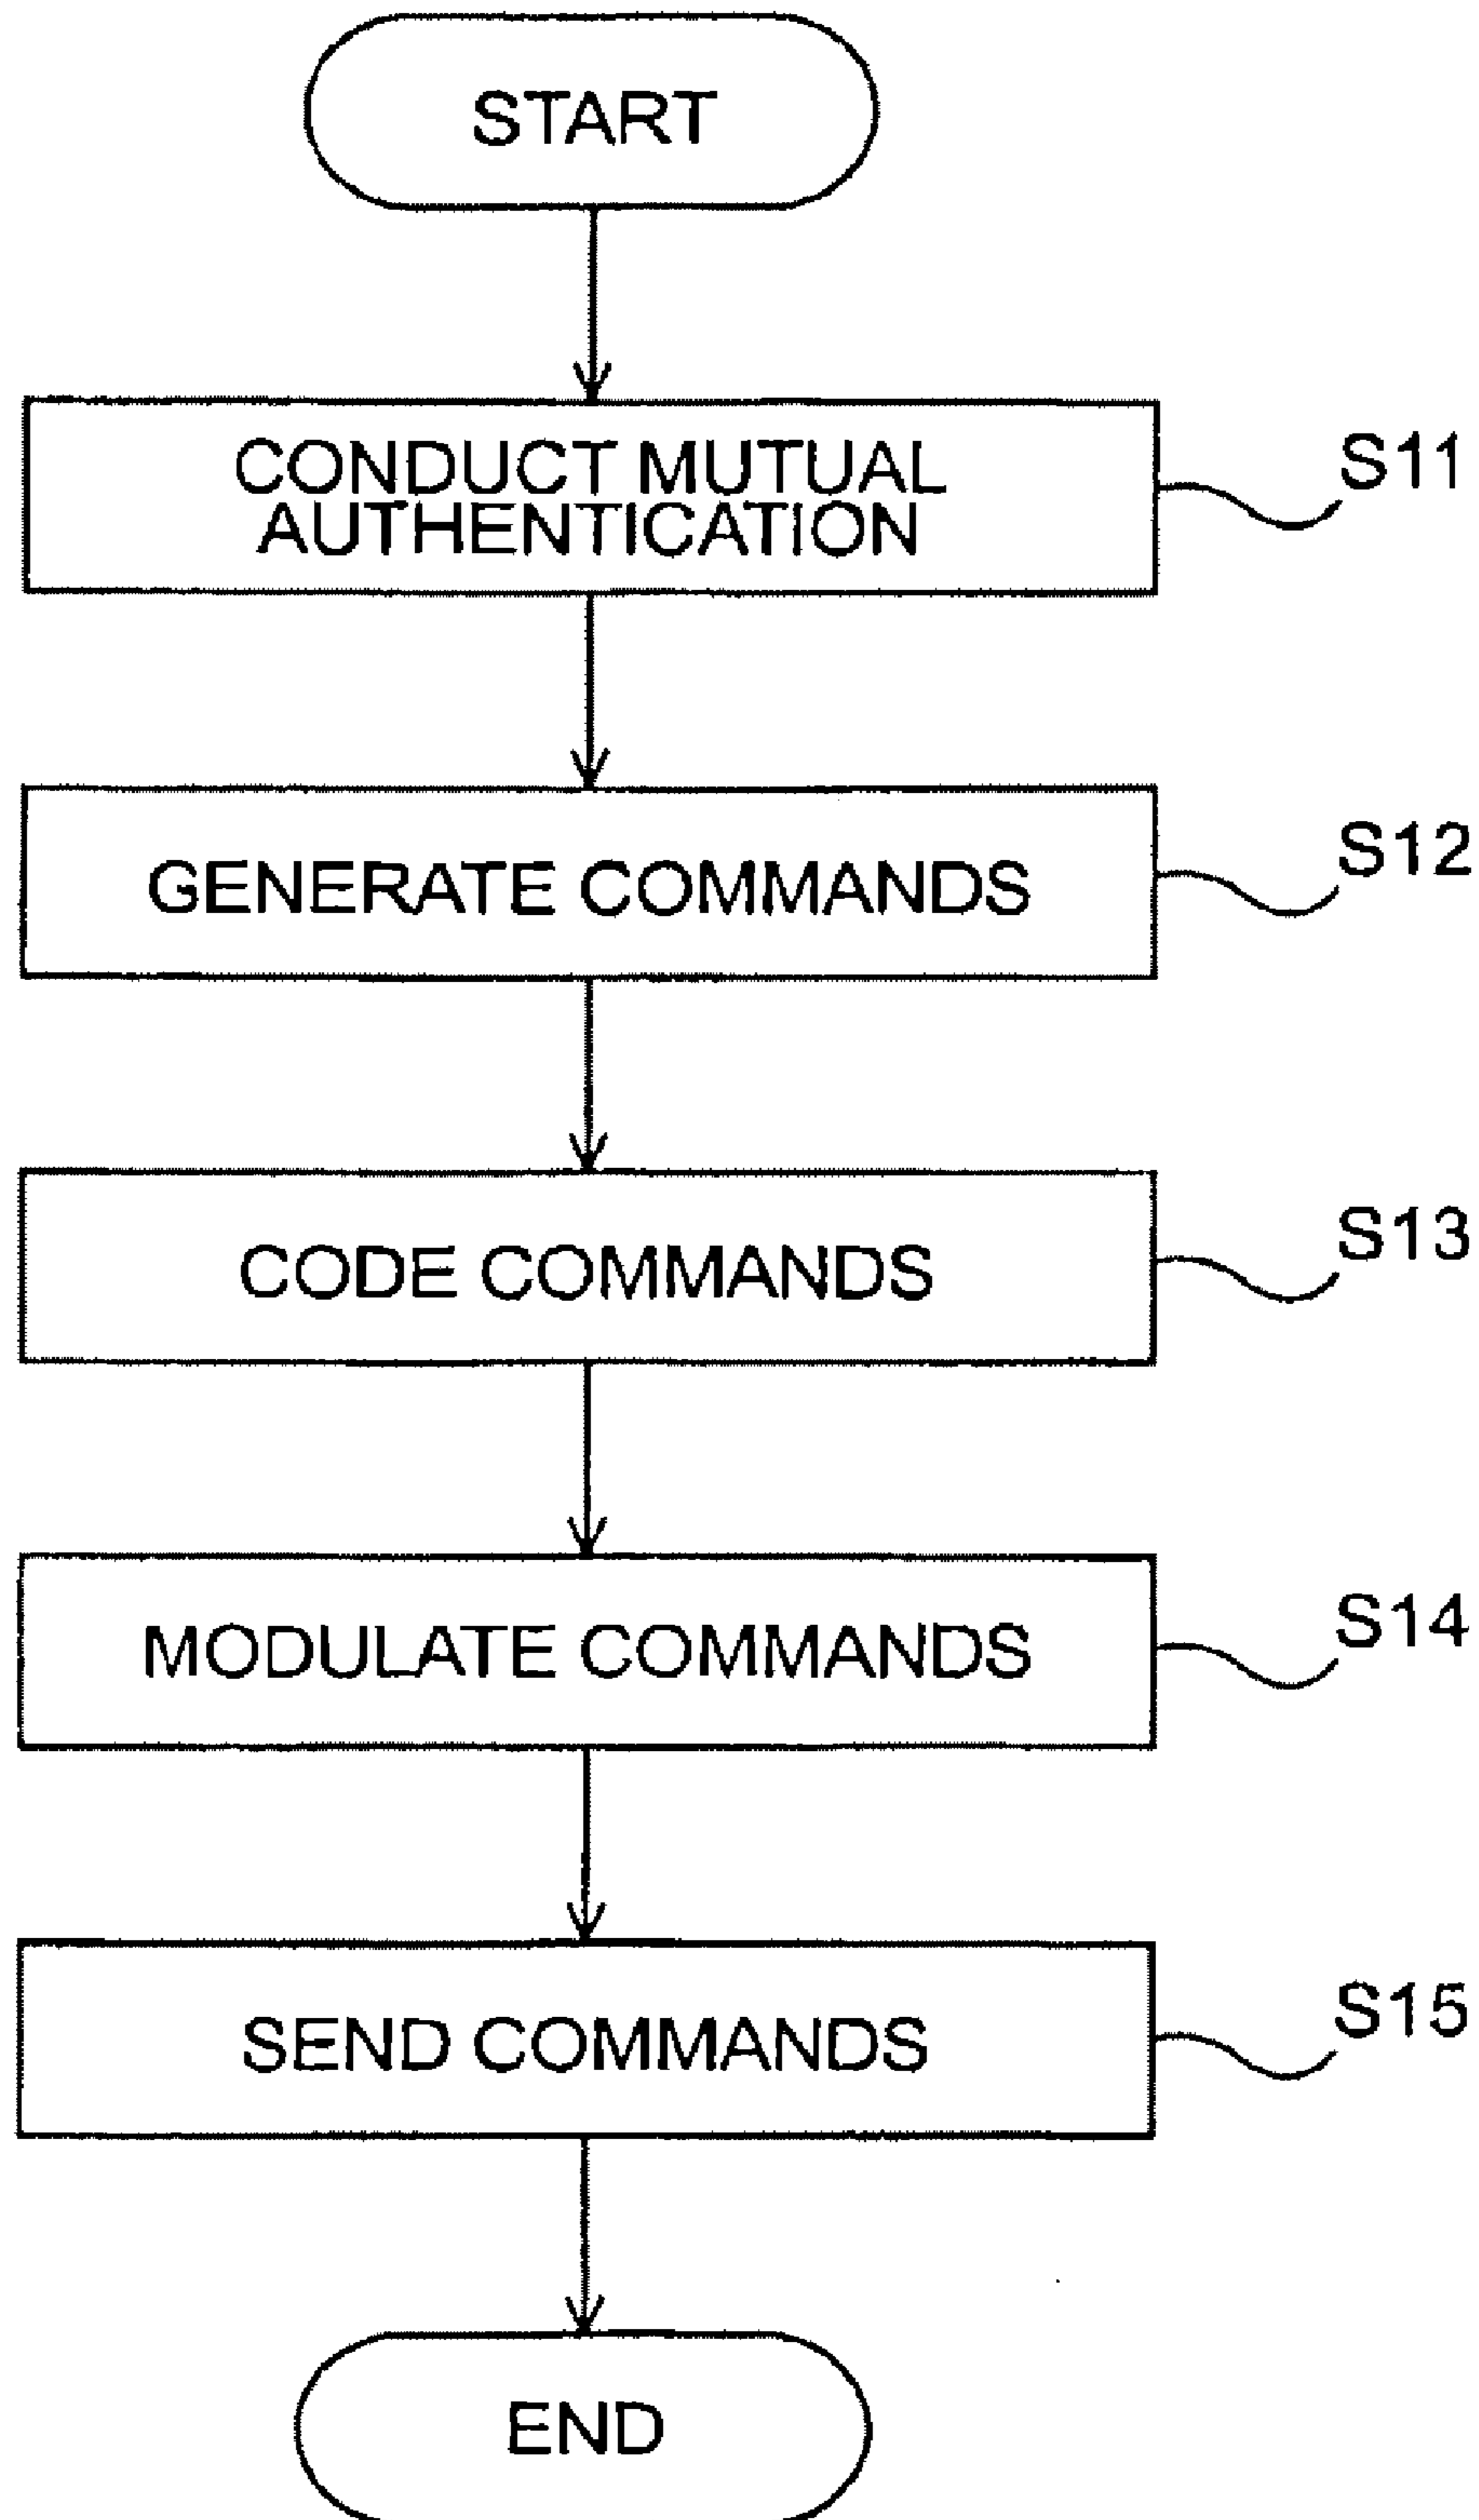 START
CONDUCT MUTUAL
AUTHENTICATION
S11
GENERATE COMMANDS
S12
CODE COMMANDS
S13
MODULATE COMMANDS
S14
SEND COMMANDS
S15
END